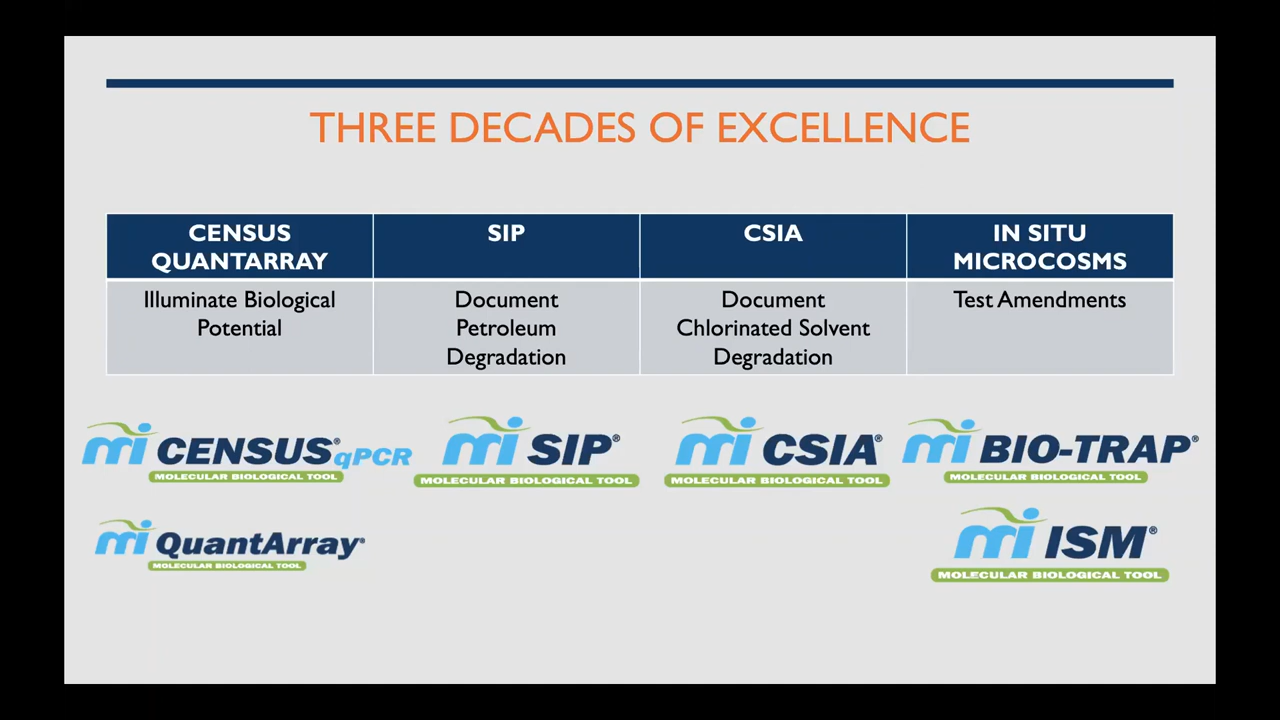 THREE DECADES OF EXCELLENCE
CENSUS
QUANTARRAY
SIP
CSIA
IN SITU
MICROCOSMS
Illuminate Biological
Potential
Document
Petroleum
Degradation
Document
Chlorinated Solvent
Degradation
Test Amendments
mi CENSUS® qPCR
MOLECULAR BIOLOGICAL TOOL
mi SIP®
MOLECULAR BIOLOGICAL TOOL
mi CSIA®
MOLECULAR BIOLOGICAL TOOL
mi BIO-TRAP®
MOLECULAR BIOLOGICAL TOOL
mi QuantArray®
MOLECULAR BIOLOGICAL TOOL
mi ISM®
MOLECULAR BIOLOGICAL TOOL